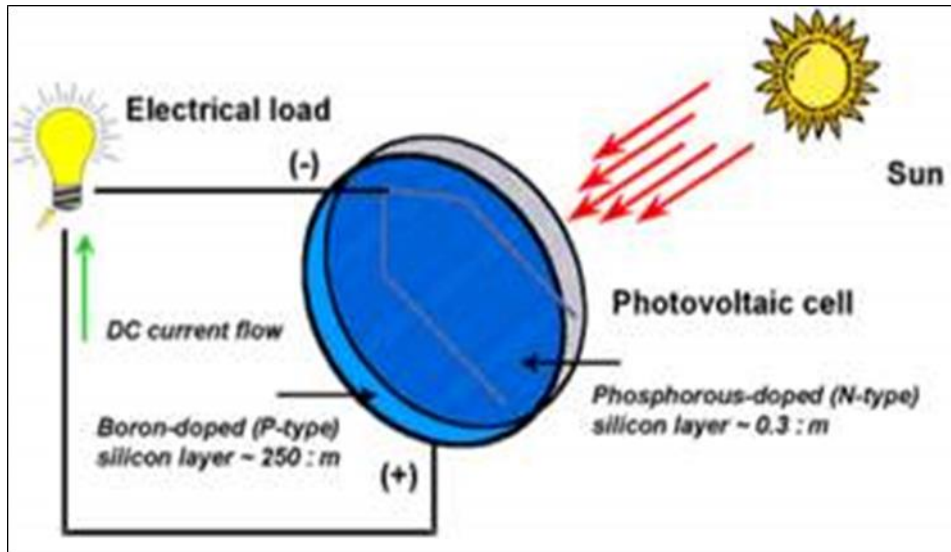 Electrical load
(-)
Sun
Photovoltaic cell
DC current flow
Phosphorous-doped (N-type)
silicon layer ~ 0.3 : m
Boron-doped (P-type)
silicon layer ~ 250 : m
(+)